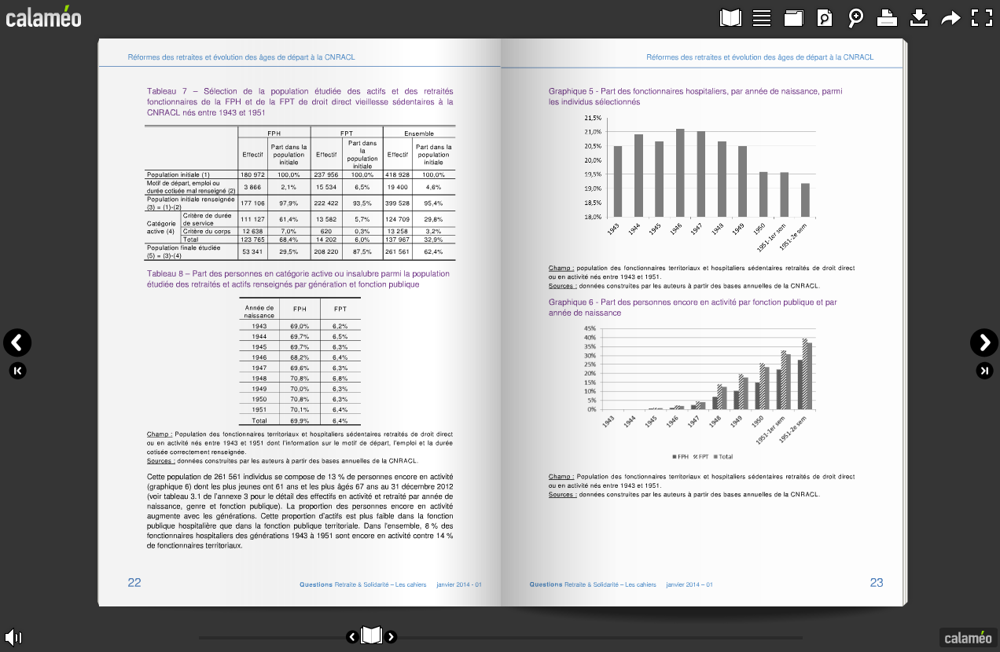 calaméo
Réformes des retraites et évolution des âges de départ à la CNRACL
Tableau 7 – Sélection de la population étudiée des actifs et des retraités
fonctionnaires de la FPH et de la FPT de droit direct vieillesse sédentaires à la
CNRACL nés entre 1943 et 1951
FPH FPT Ensemble
Effectif Part dans la population initiale Effectif Part dans la population initiale Effectif Part dans la population initiale
Population initiale (1) 180 972 100,0% 237 956 100,0% 418 928 100,0%
Motif de départ, emploi ou
durée cotisée mal renseigné (2) 3 866 2,1% 15 534 6,5% 19 400 4,6%
Population initiale renseignée
(3) = (1)-(2) 177 106 97,9% 222 422 93,5% 399 528 95,4%
Catégorie
active (4)
Critère de durée
de service 111 127 61,4% 13 582 5,7% 124 709 29,8%
Critère du corps 12 638 7,0% 620 0,3% 13 258 3,2%
Total 123 765 68,4% 14 202 6,0% 137 967 32,9%
Population finale étudiée
(5) = (3)-(4) 53 341 29,5% 208 220 87,5% 261 561 62,4%
Tableau 8 – Part des personnes en catégorie active ou insalubre parmi la population
étudiée des retraités et actifs renseignés par génération et fonction publique
Année de
naissance FPH FPT
1943 69,0% 6,2%
1944 69,7% 6,5%
1945 69,7% 6,3%
1946 68,2% 6,4%
1947 69,6% 6,3%
1948 70,8% 6,8%
1949 70,0% 6,3%
1950 70,8% 6,3%
1951 70,1% 6,4%
Total 69,9% 6,4%
Champ : Population des fonctionnaires territoriaux et hospitaliers sédentaires retraités de droit direct
ou en activité nés entre 1943 et 1951 dont l'information sur le motif de départ, l'emploi et la durée
cotisée correctement renseignée.
Sources : données construites par les auteurs à partir des bases annuelles de la CNRACL.
Cette population de 261 561 individus se compose de 13 % de personnes encore en activité
(graphique 6) dont les plus jeunes ont 61 ans et les plus âgés 67 ans au 31 décembre 2012
(voir tableau 3.1 de l'annexe 3 pour le détail des effectifs en activité et retraité par année de
naissance, genre et fonction publique). La proportion des personnes encore en activité
augmente avec les générations. Cette proportion d'actifs est plus faible dans la fonction
publique hospitalière que dans la fonction publique territoriale. Dans l'ensemble, 8 % des
fonctionnaires hospitaliers des générations 1943 à 1951 sont encore en activité contre 14 %
de fonctionnaires territoriaux.
22
Questions Retraite & Solidarité – Les cahiers janvier 2014 - 01
Réformes des retraites et évolution des âges de départ à la CNRACL
Graphique 5 - Part des fonctionnaires hospitaliers, par année de naissance, parmi
les individus sélectionnés
21,5%
21,0%
20,5%
20,0%
19,5%
19,0%
18,5%
18,0%
1943 1944 1945 1946 1947 1948 1949 1950 1951-1er sem 1951-2e sem
Champ : population des fonctionnaires territoriaux et hospitaliers sédentaires retraités de droit direct
ou en activité nés entre 1943 et 1951.
Sources : données construites par les auteurs à partir des bases annuelles de la CNRACL.
Graphique 6 - Part des personnes encore en activité par fonction publique et par
année de naissance
45%
40%
35%
30%
25%
20%
15%
10%
5%
0%
1943 1944 1945 1946 1947 1948 1949 1950 1951-1er sem 1951-2e sem
FPH FPT Total
Champ : Population des fonctionnaires territoriaux et hospitaliers sédentaires retraités de droit direct
ou en activité nés entre 1943 et 1951.
Sources : données construites par les auteurs à partir des bases annuelles de la CNRACL.
Questions Retraite & Solidarité – Les cahiers janvier 2014 – 01
23
calaméo